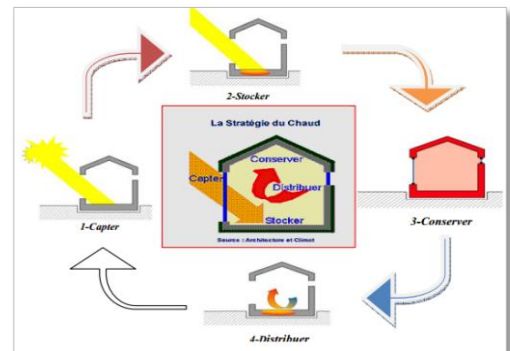 2-Stocker
La Stratégie du Chaud
Conserver
Capter
Distribuer
Stocker
Source : Architecture et Climat
1-Capter
3-Conserver
4-Distribuer